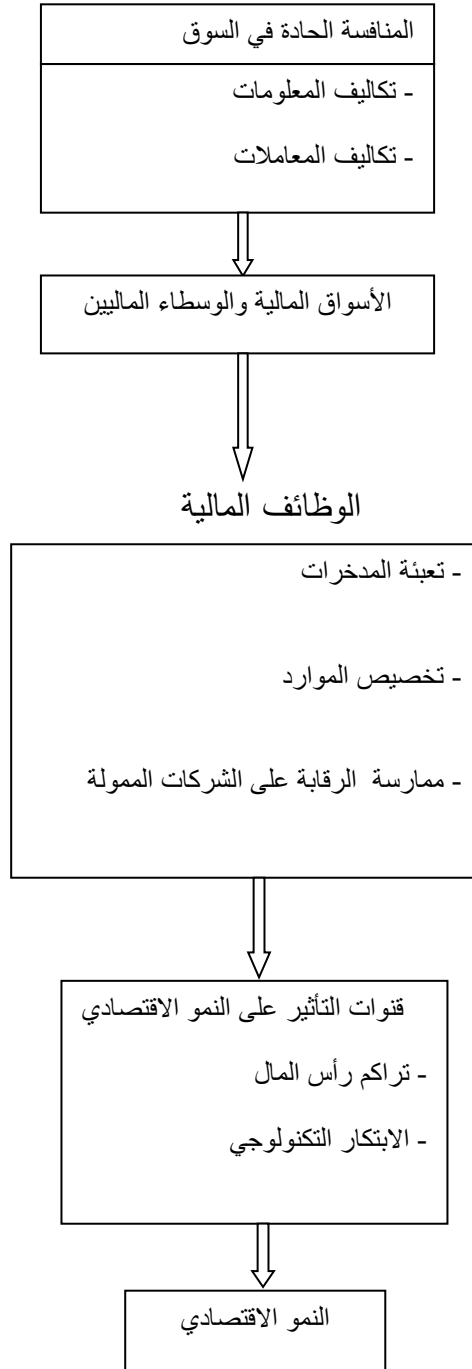 المنافسة الحادة في السوق
- تكاليف المعلومات
- تكاليف المعاملات
الأسواق المالية والوسطاء الماليين
الوظائف المالية
- تعبئة المدخرات
- تخصيص الموارد
- ممارسة الرقابة على الشركات الممولة
قنوات التأثير على النمو الاقتصادي
- تراكم رأس المال
- الابتكار التكنولوجي
النمو الاقتصادي